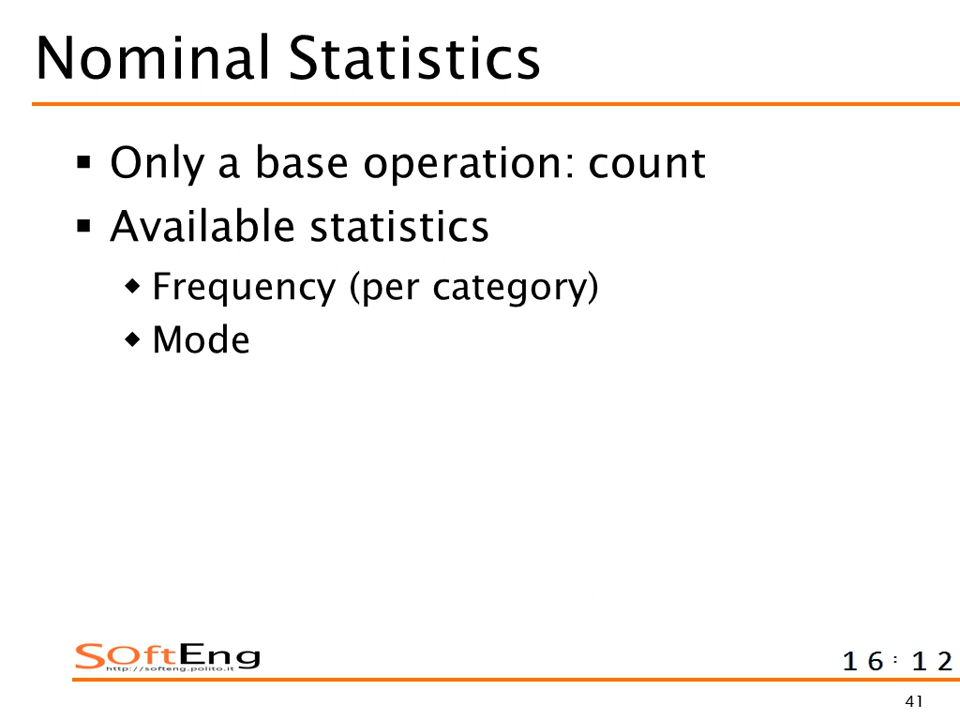 Nominal Statistics
▪ Only a base operation: count
▪ Available statistics
◆ Frequency (per category)
◆ Mode
SoftEng
http://softeng.polito.it
16:12
41